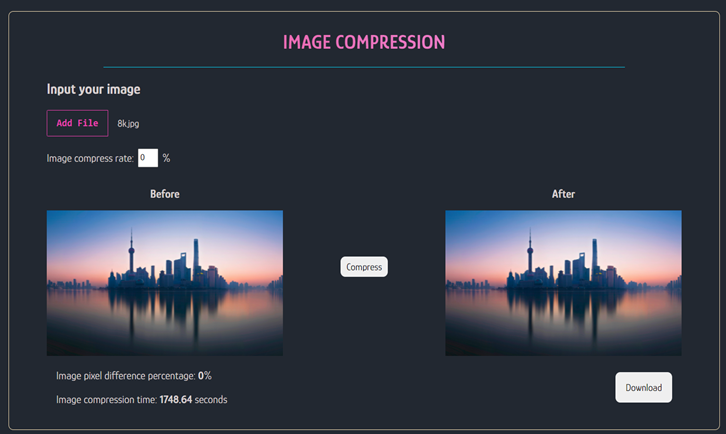 IMAGE COMPRESSION
Input your image
Add File 8k.jpg
Image compress rate: 0 %
Before After
Compress
Image pixel difference percentage: 0%
Download
Image compression time: 1748.64 seconds